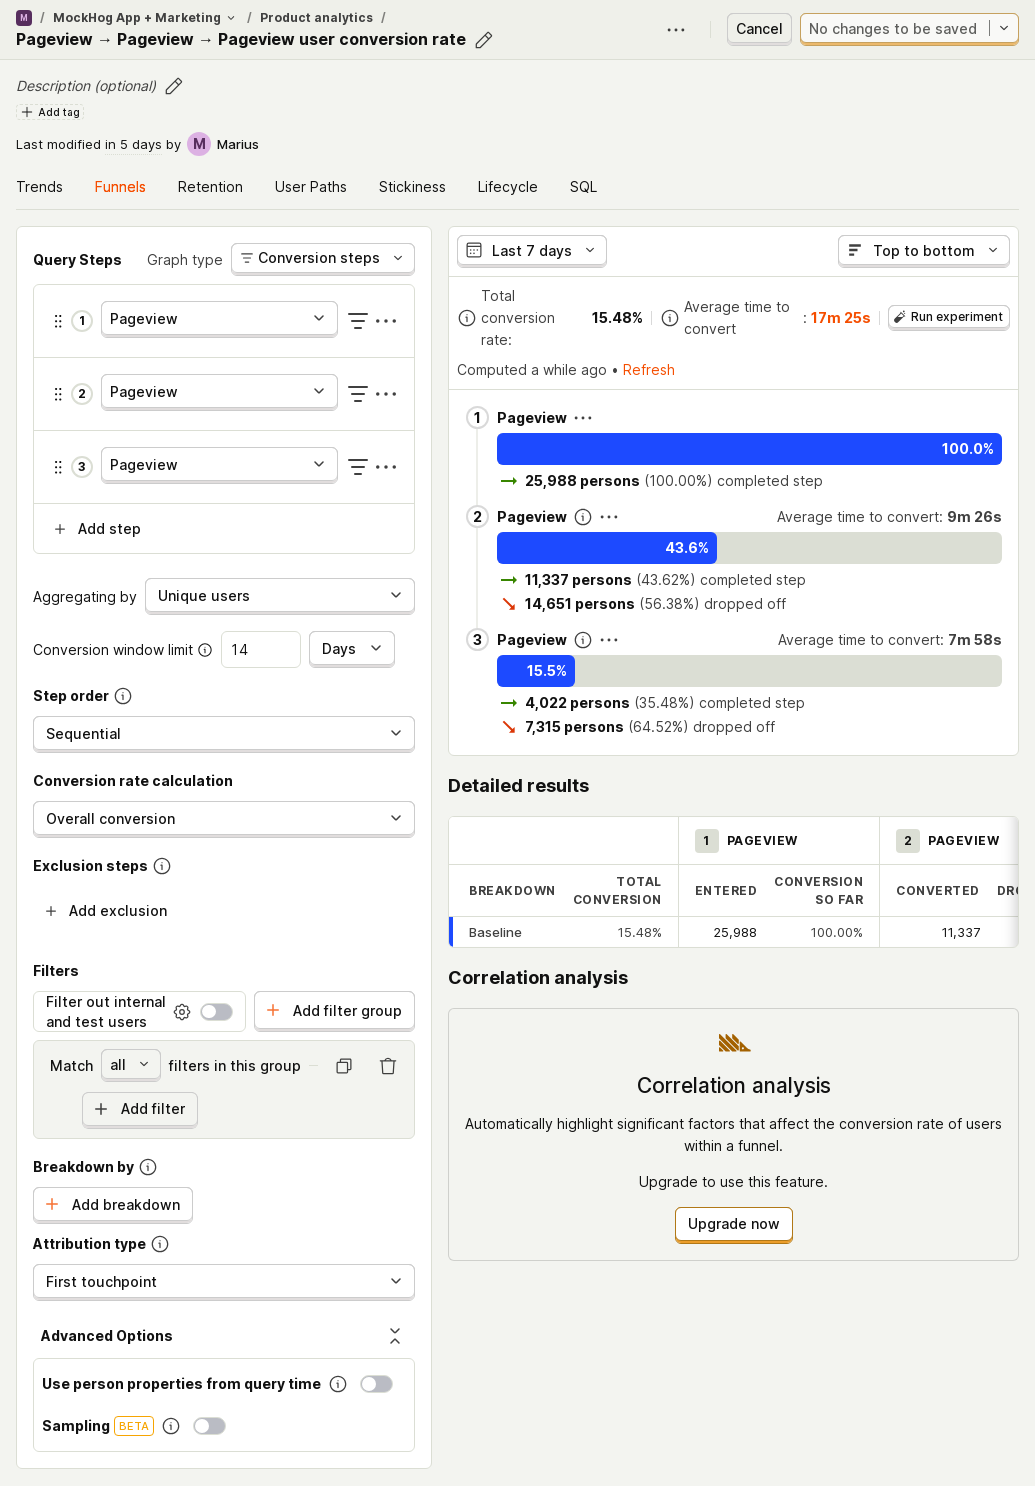 M / MockHog App + Marketing / Product analytics /
Pageview → Pageview → Pageview user conversion rate
Cancel
No changes to be saved
Description (optional)
Add tag
Last modified in 5 days by M Marius
Trends Funnels Retention User Paths Stickiness Lifecycle SQL
Query Steps Graph type Conversion steps
1 Pageview
2 Pageview
3 Pageview
Add step
Aggregating by Unique users
Conversion window limit 14 Days
Step order
Sequential
Conversion rate calculation
Overall conversion
Exclusion steps
Add exclusion
Filters
Filter out internal
and test users
Add filter group
Match all filters in this group
Add filter
Breakdown by
Add breakdown
Attribution type
First touchpoint
Advanced Options
Use person properties from query time
Sampling BETA
Last 7 days
Top to bottom
Total
conversion
rate:
15.48%
Average time to
convert
: 17m 25s
Run experiment
Computed a while ago • Refresh
1 Pageview
100.0%
25,988 persons (100.00%) completed step
2 Pageview Average time to convert: 9m 26s
43.6%
11,337 persons (43.62%) completed step
14,651 persons (56.38%) dropped off
3 Pageview Average time to convert: 7m 58s
15.5%
4,022 persons (35.48%) completed step
7,315 persons (64.52%) dropped off
Detailed results
1 PAGEVIEW 2 PAGEVIEW
BREAKDOWN
TOTAL
CONVERSION
ENTERED
CONVERSION
SO FAR
CONVERTED
Baseline 15.48% 25,988 100.00% 11,337
Correlation analysis
Correlation analysis
Automatically highlight significant factors that affect the conversion rate of users
within a funnel.
Upgrade to use this feature.
Upgrade now